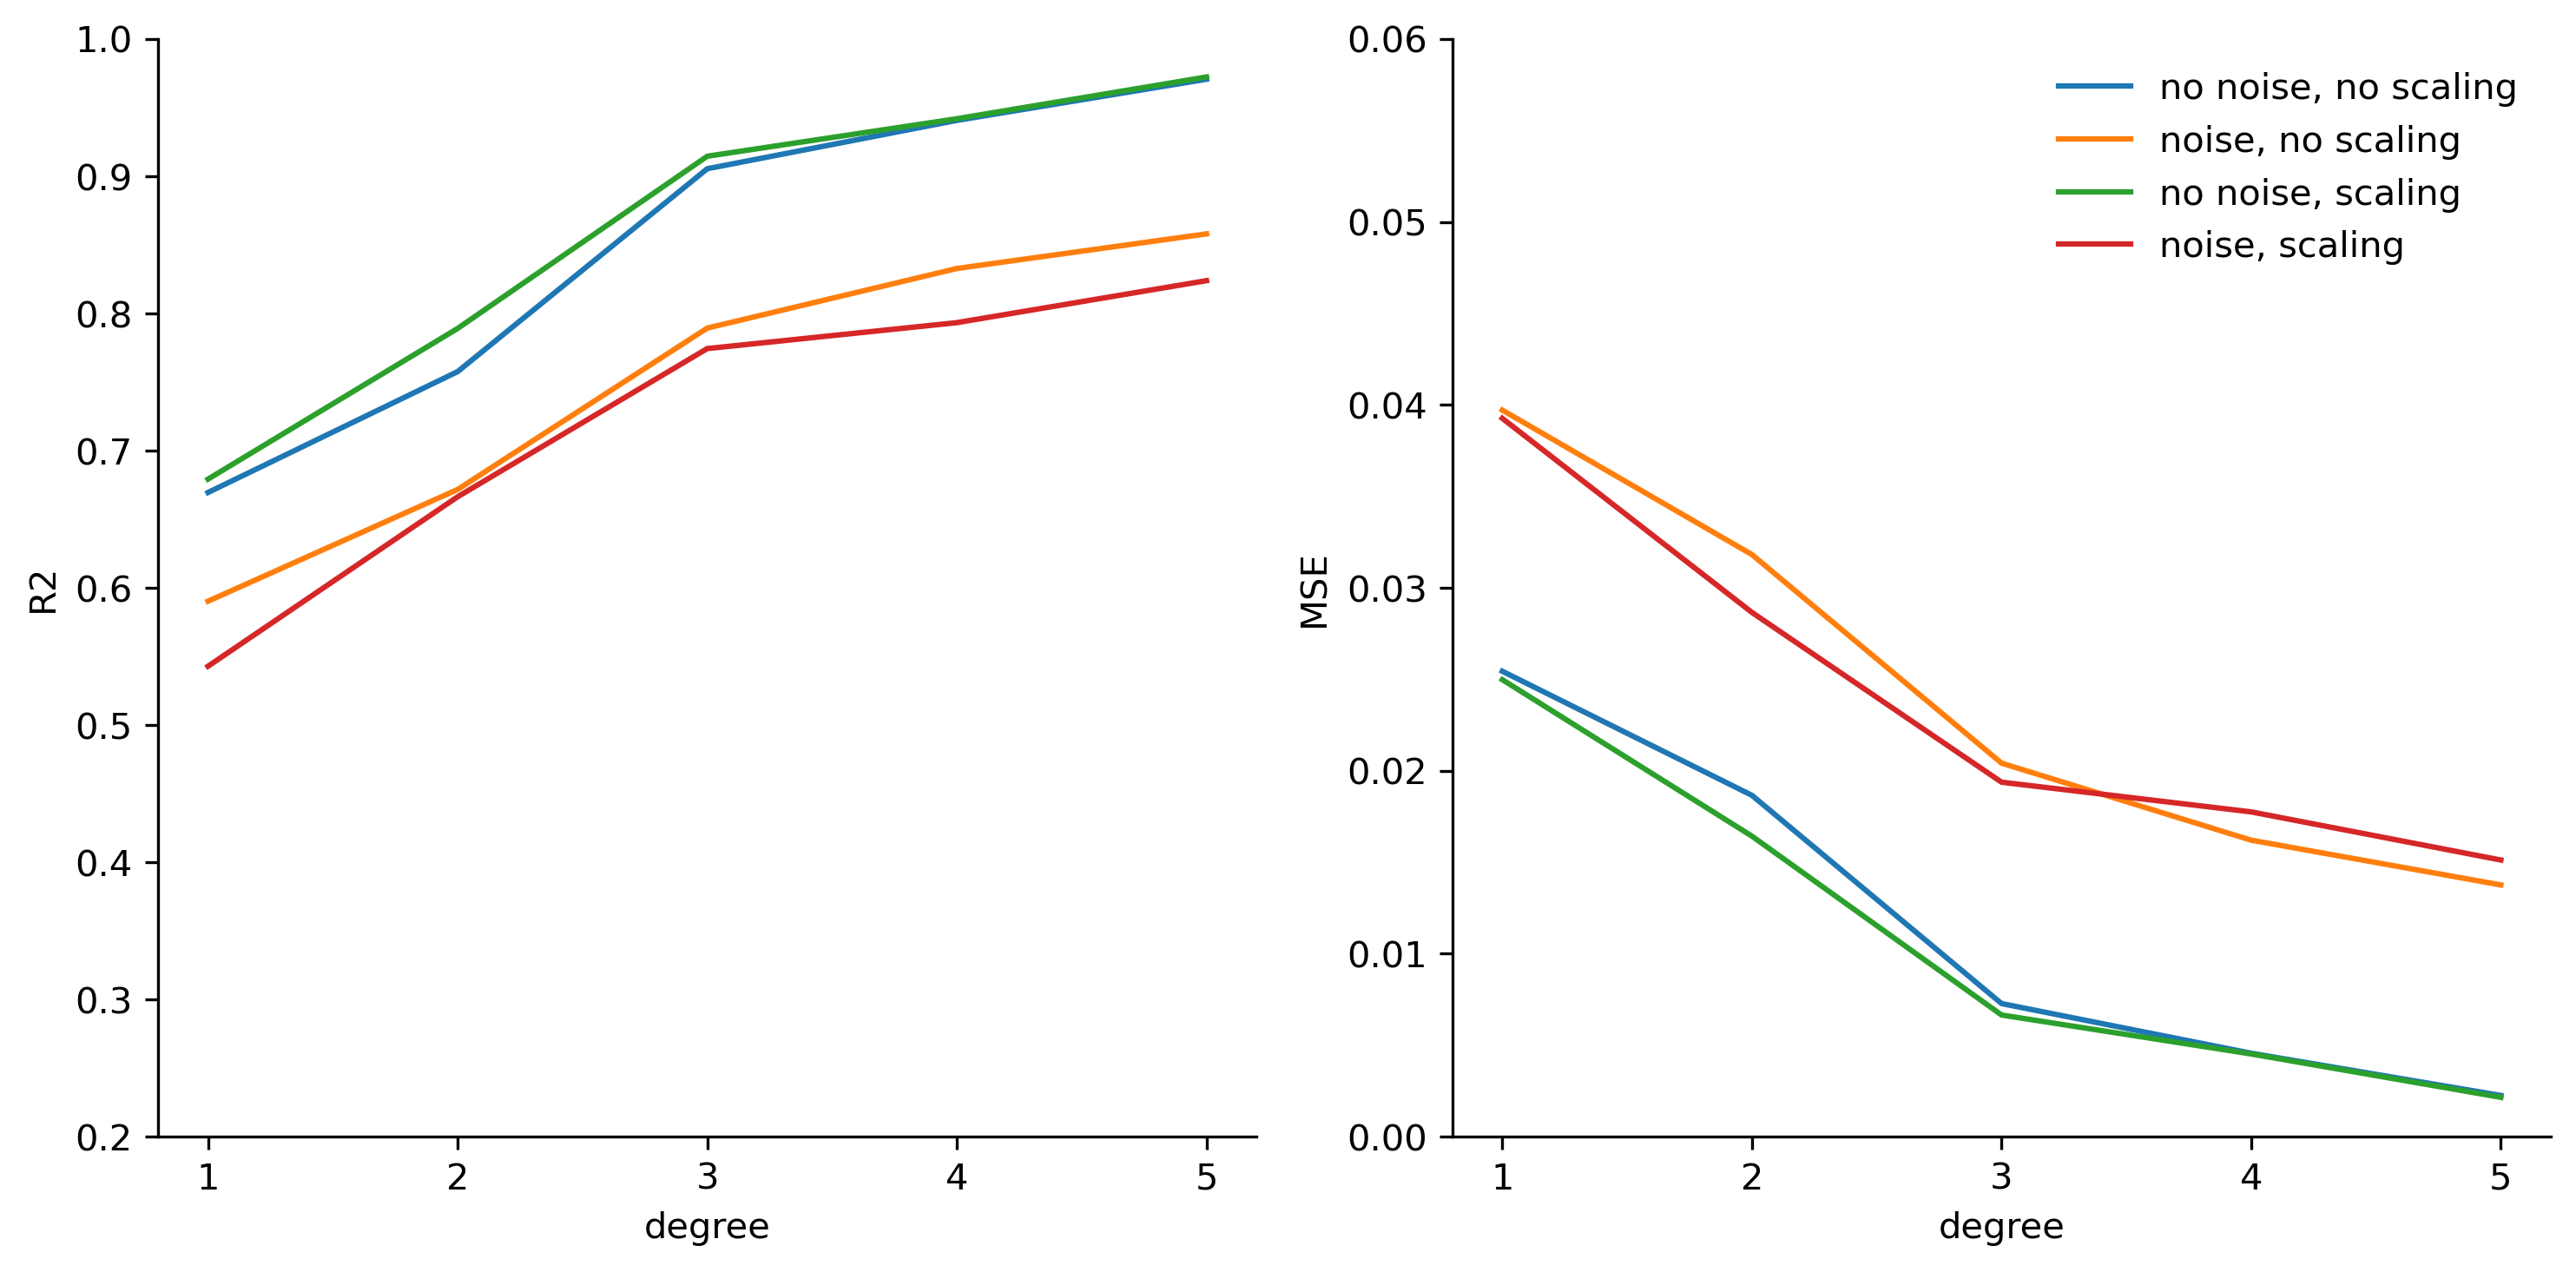 1.0
0.9
0.8
0.7
0.6
0.5
0.4
0.3
0.2
R2
1 2 3 4 5
degree
0.06
0.05
0.04
0.03
0.02
0.01
0.00
MSE
1 2 3 4 5
degree
no noise, no scaling
noise, no scaling
no noise, scaling
noise, scaling